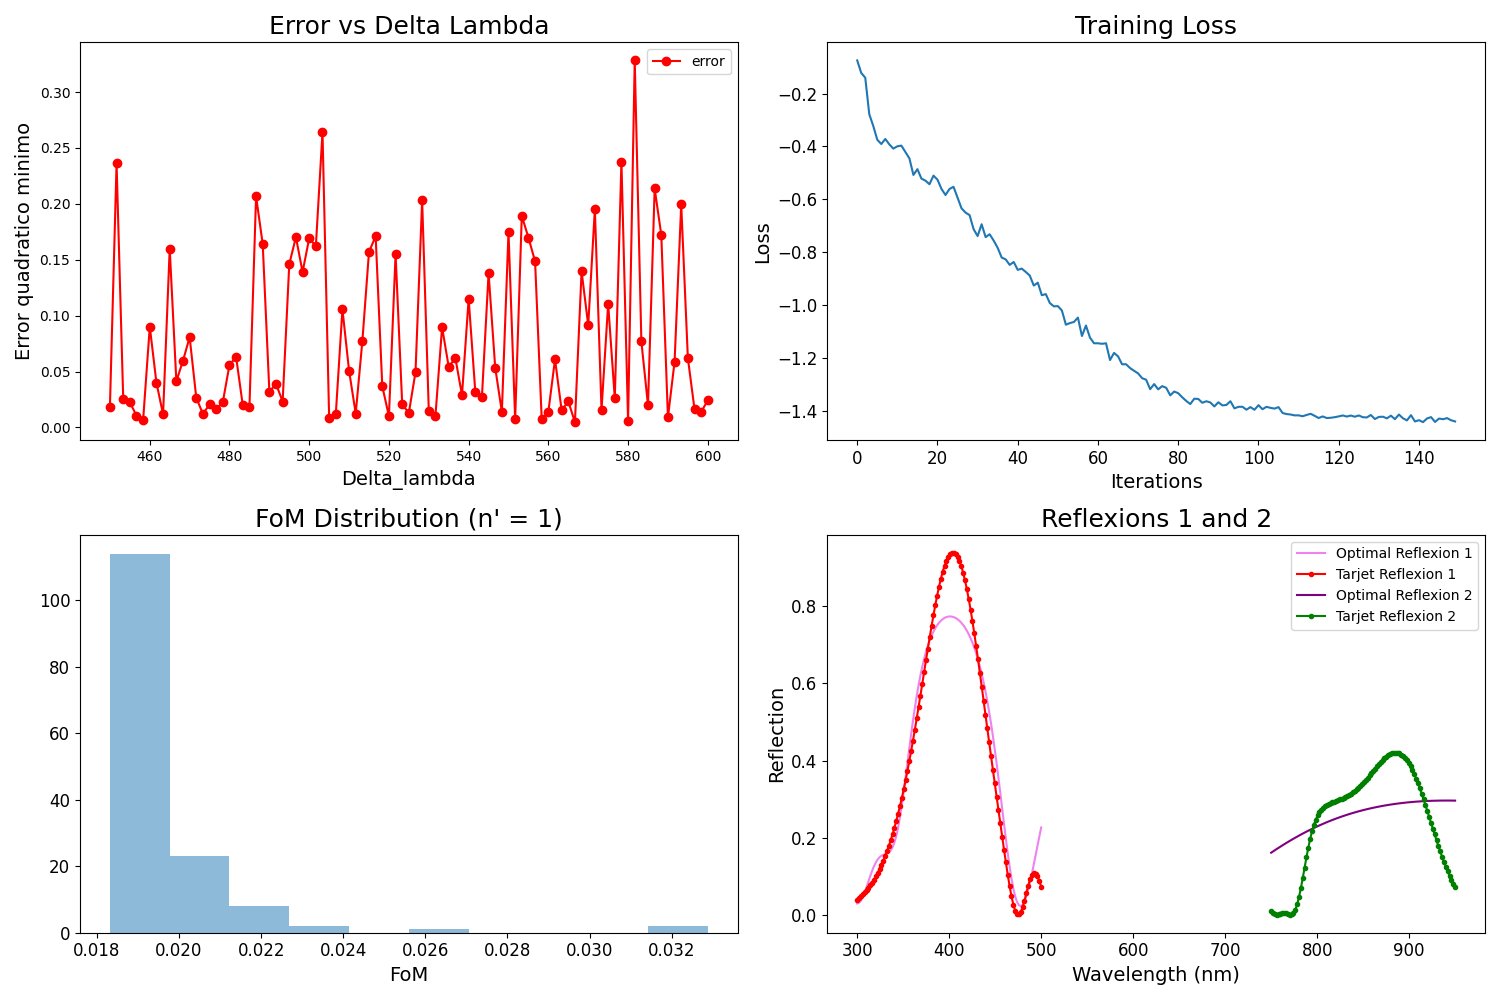 Error vs Delta Lambda
error
Error quadratico minimo
0.30
0.25
0.20
0.15
0.10
0.05
0.00
460 480 500 520 540 560 580 600
Delta_lambda
Training Loss
Loss
−0.2
−0.4
−0.6
−0.8
−1.0
−1.2
−1.4
0 20 40 60 80 100 120 140
Iterations
FoM Distribution (n' = 1)
100
80
60
40
20
0
0.018 0.020 0.022 0.024 0.026 0.028 0.030 0.032
FoM
Reflexions 1 and 2
Optimal Reflexion 1
Tarjet Reflexion 1
Optimal Reflexion 2
Tarjet Reflexion 2
Reflection
0.8
0.6
0.4
0.2
0.0
300 400 500 600 700 800 900
Wavelength (nm)